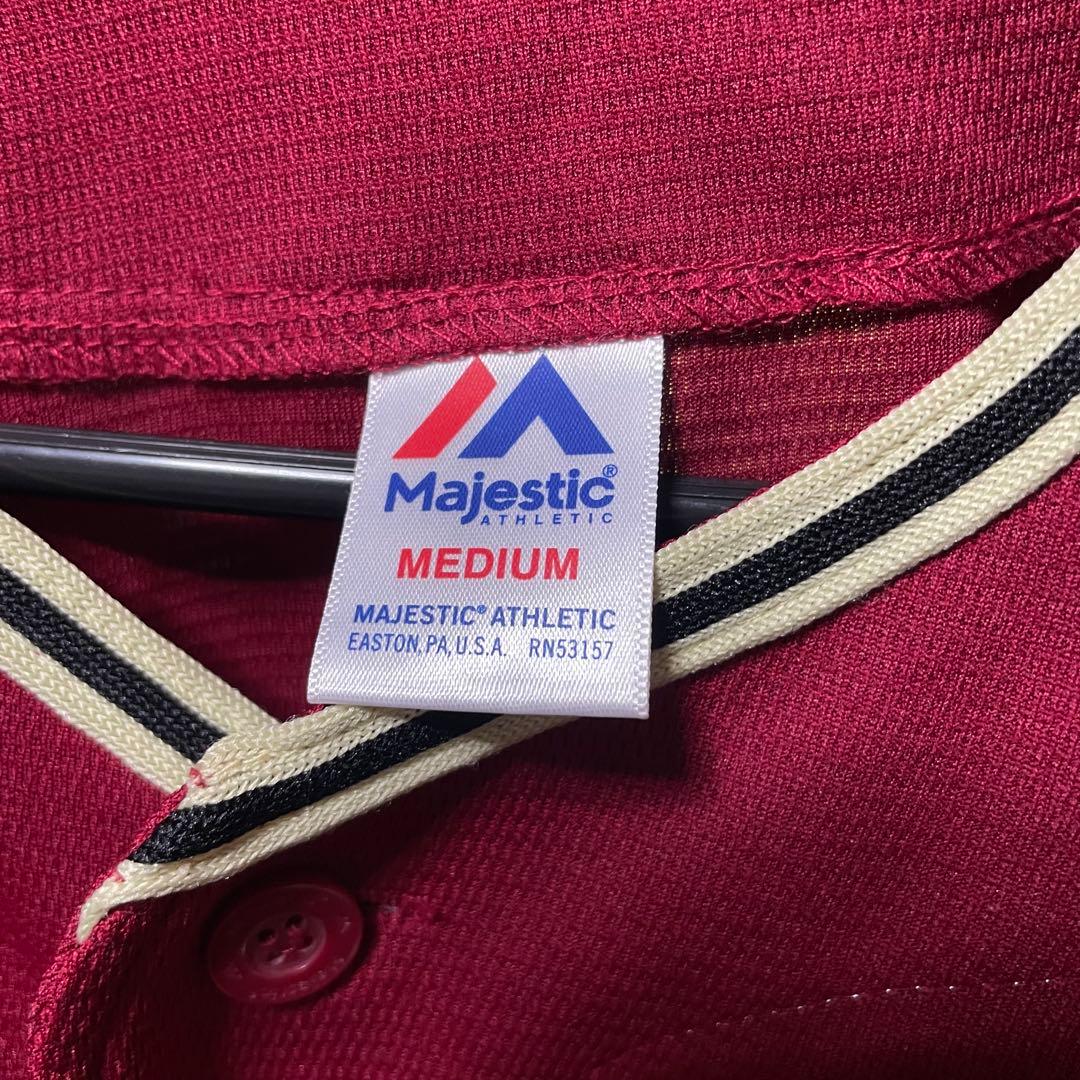 Majestic®
ATHLETIC
MEDIUM
MAJESTIC® ATHLETIC
EASTON, PA, U.S.A. RN53157